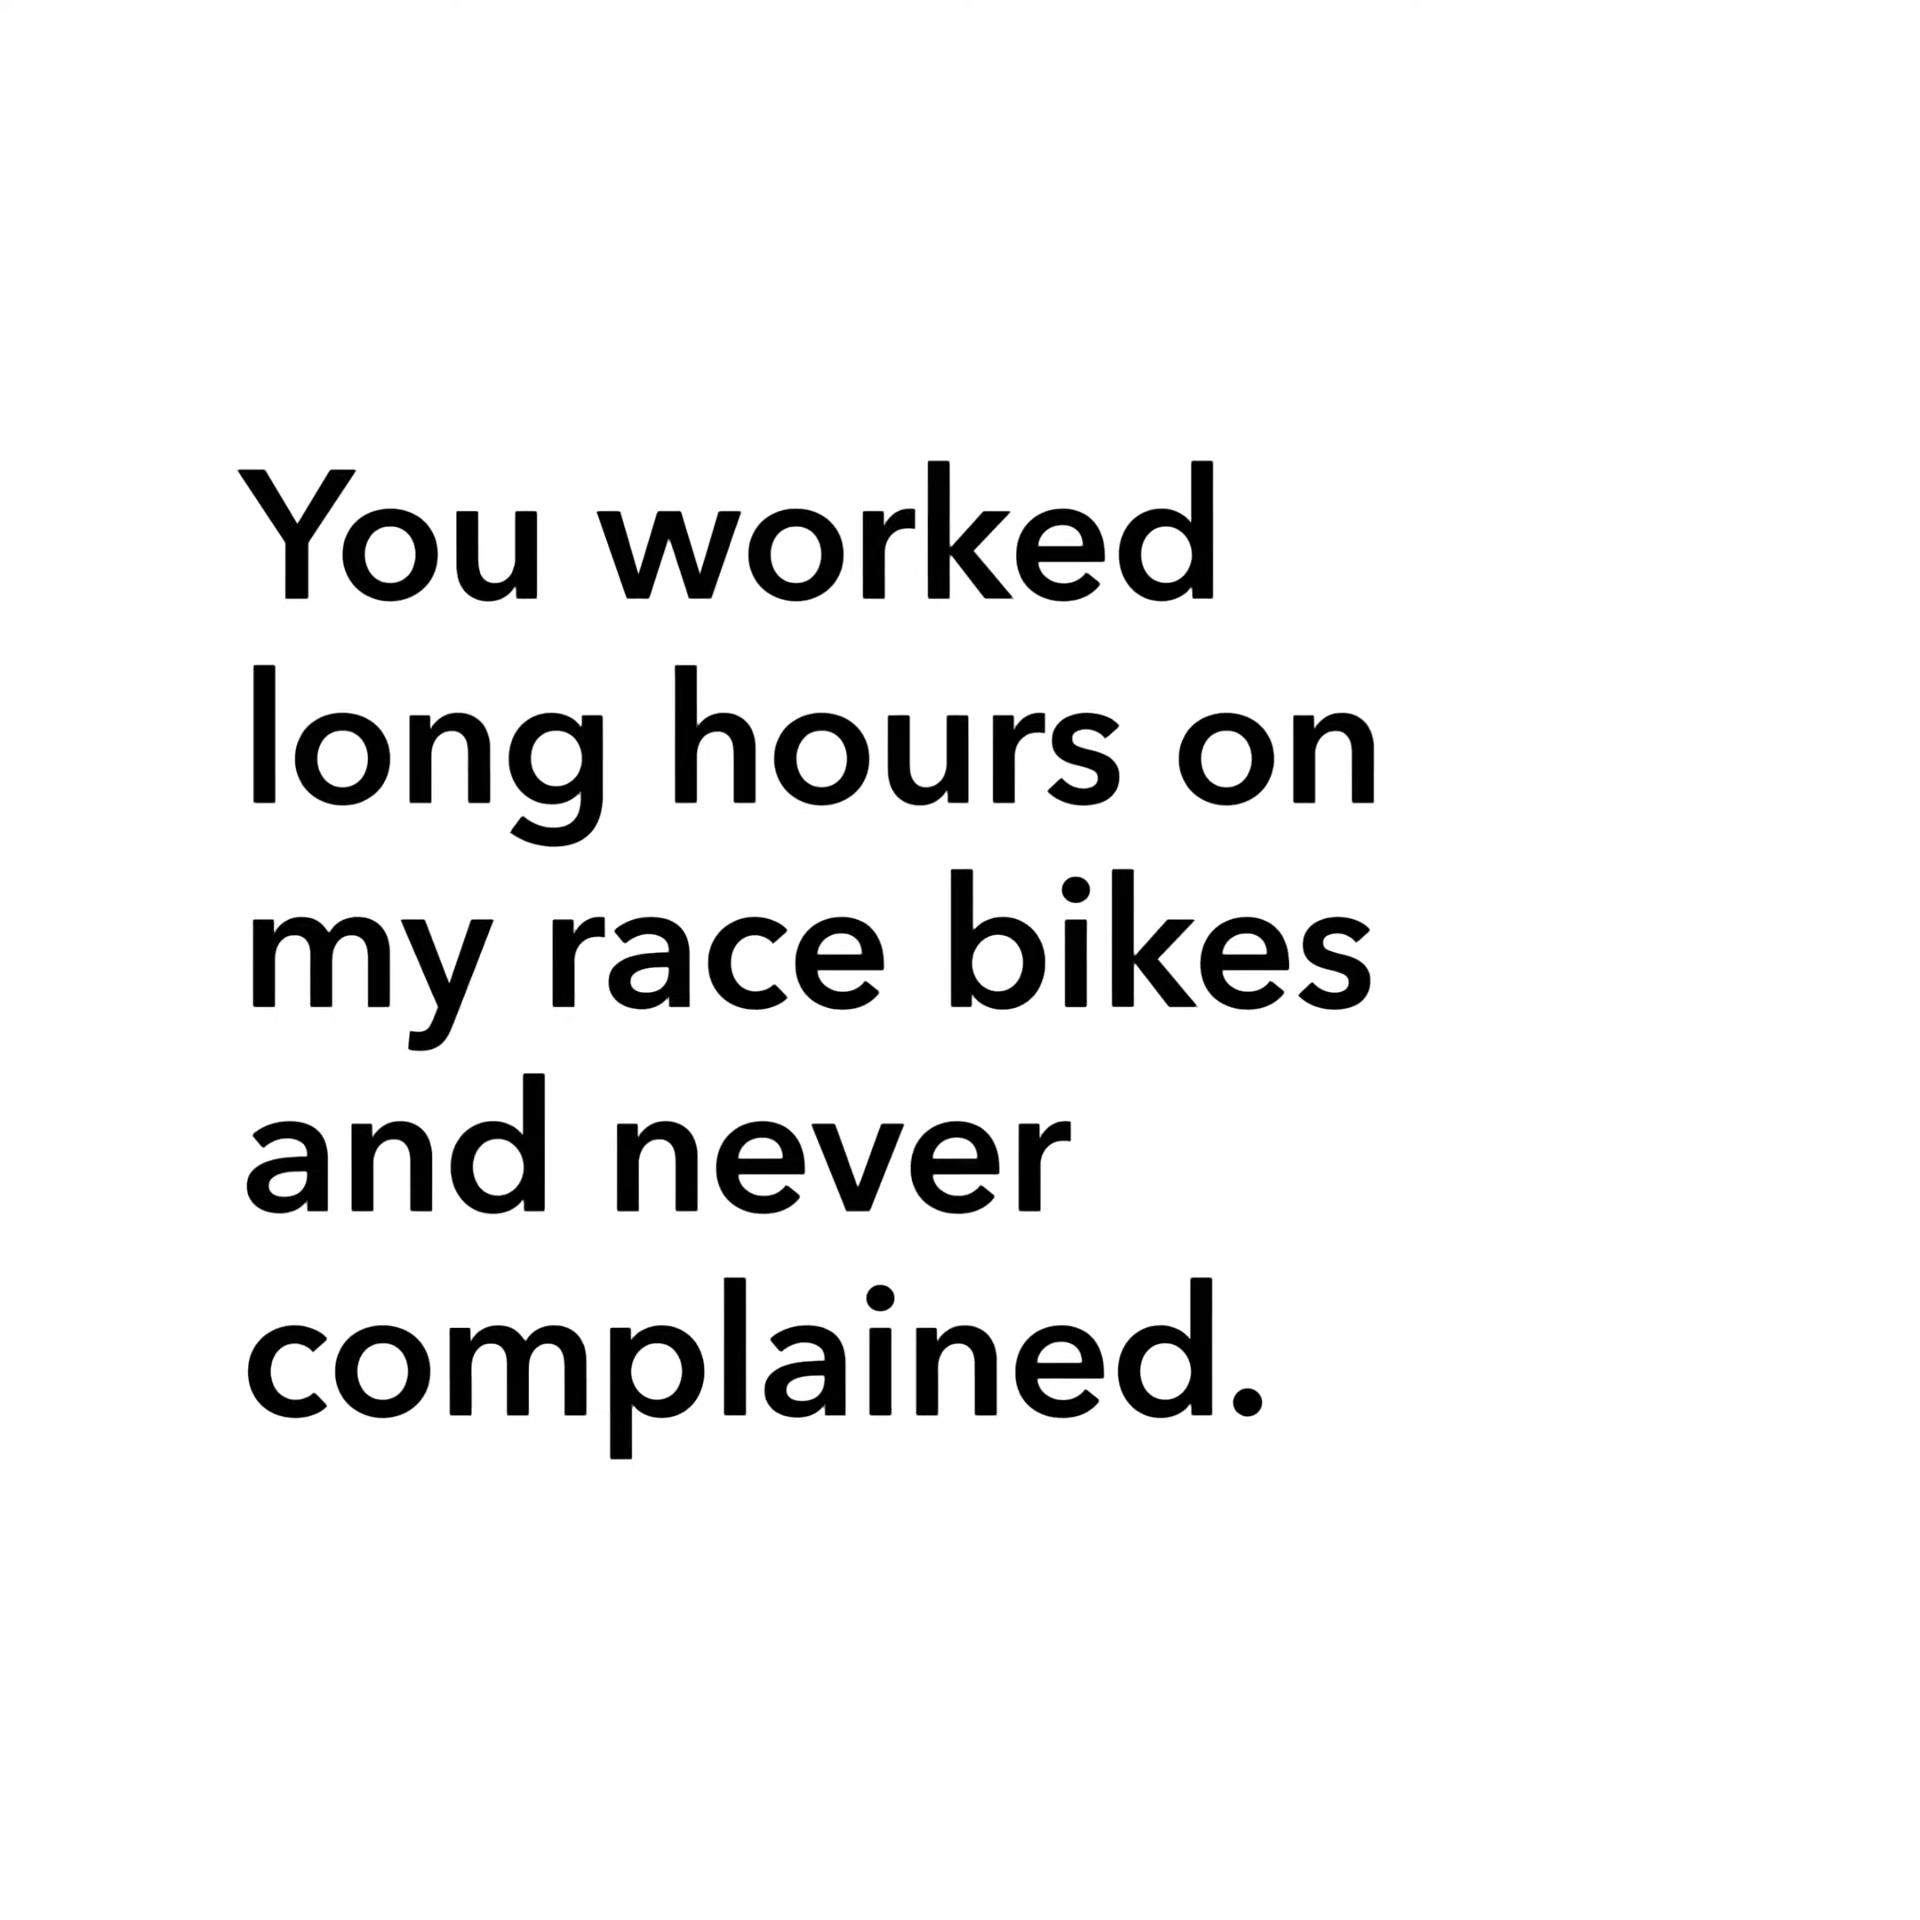 You worked
long hours on
my race bikes
and never
complained.